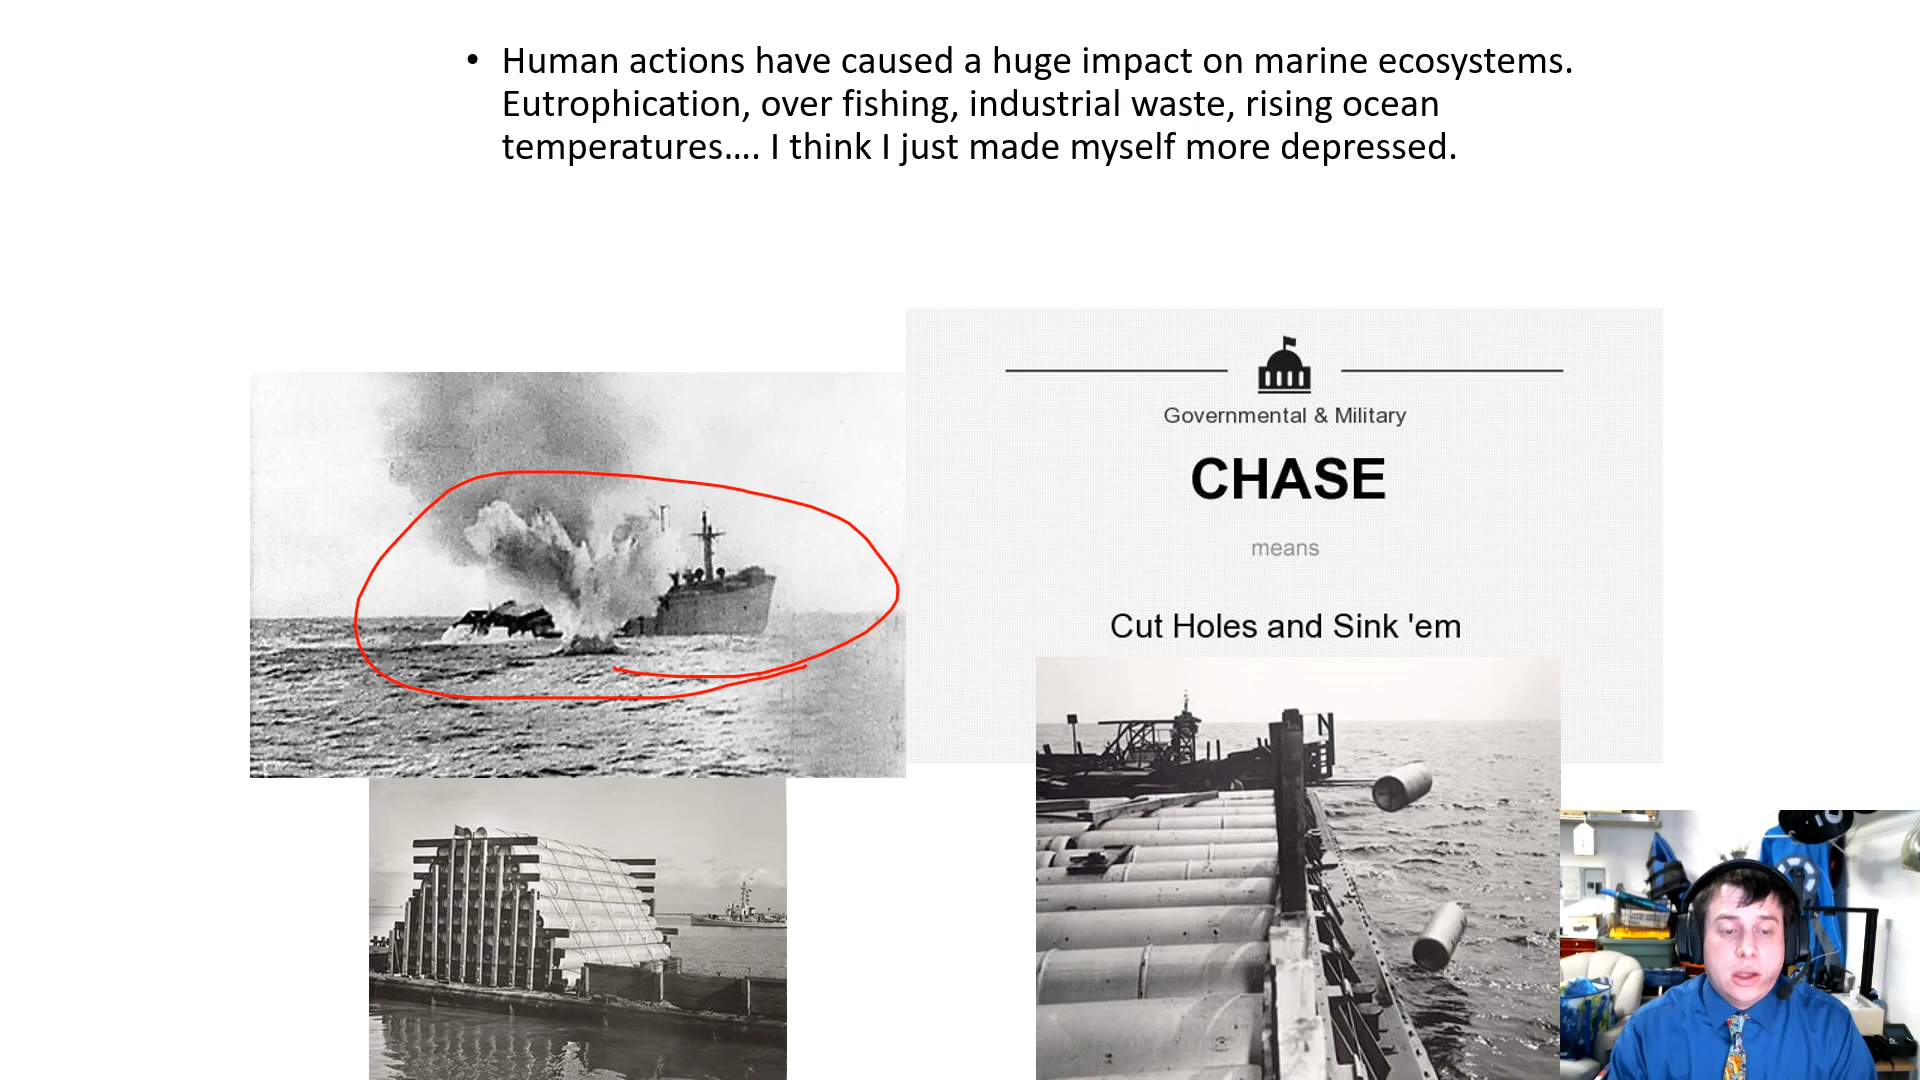 • Human actions have caused a huge impact on marine ecosystems.
Eutrophication, over fishing, industrial waste, rising ocean
temperatures.... I think I just made myself more depressed.
Governmental & Military
CHASE
means
Cut Holes and Sink 'em